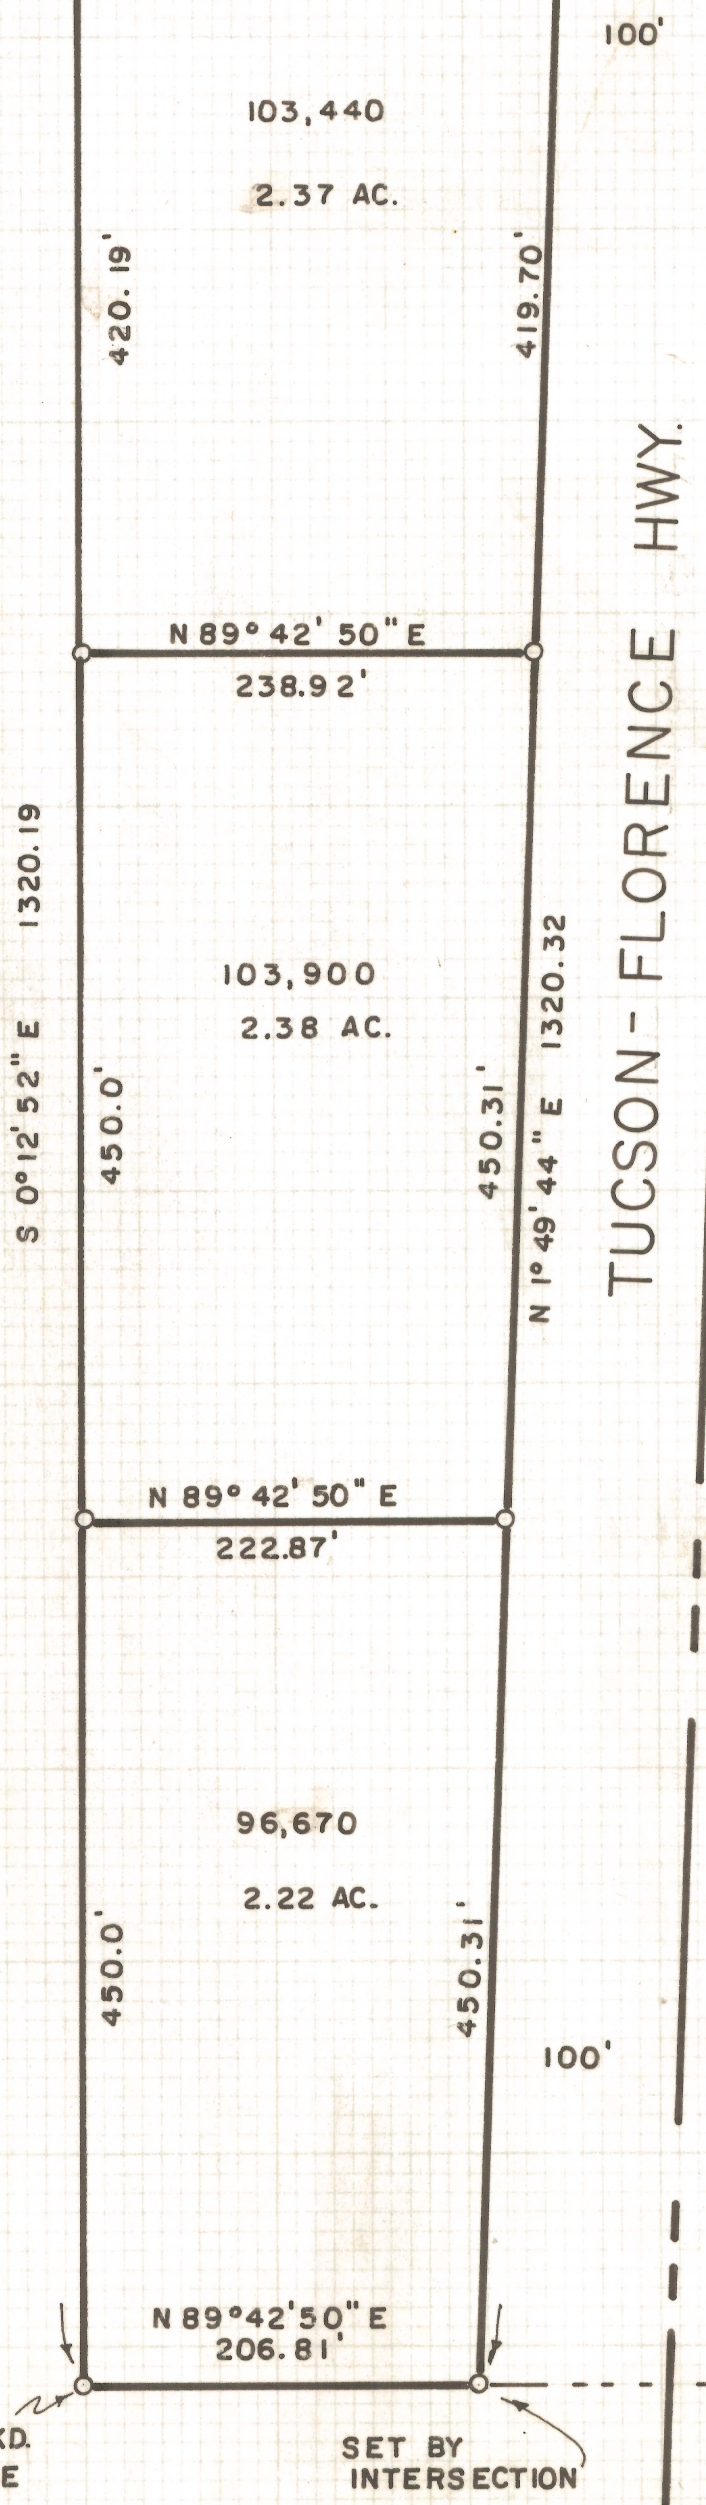 100'
103,440
2.37 AC.
420.19'
419.70'
TUCSON-FLORENCE HWY.
N 89° 42' 50" E
238.92'
S 0° 12' 52" E 1320.19
103,900
2.38 AC.
450.0'
450.31'
N 1° 49' 44" E 1320.32
N 89° 42' 50" E
222.87'
96,670
2.22 AC.
450.0'
450.31'
100'
N 89° 42' 50" E
206.81'
KD.
E
SET BY
INTERSECTION